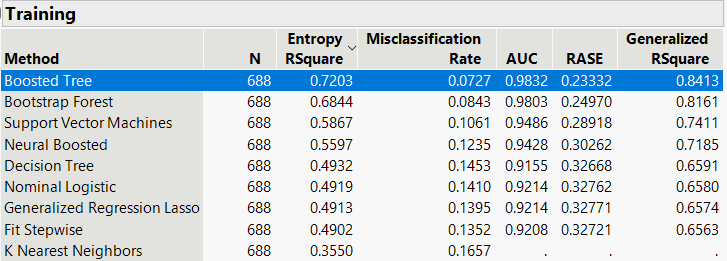 Training
Entropy Misclassification Generalized
Method N RSquare Rate AUC RASE RSquare
Boosted Tree 688 0.7203 0.0727 0.9832 0.23332 0.8413
Bootstrap Forest 688 0.6844 0.0843 0.9803 0.24970 0.8161
Support Vector Machines 688 0.5867 0.1061 0.9486 0.28918 0.7411
Neural Boosted 688 0.5597 0.1235 0.9428 0.30262 0.7185
Decision Tree 688 0.4932 0.1453 0.9155 0.32668 0.6591
Nominal Logistic 688 0.4919 0.1410 0.9214 0.32762 0.6580
Generalized Regression Lasso 688 0.4913 0.1395 0.9214 0.32771 0.6574
Fit Stepwise 688 0.4902 0.1352 0.9208 0.32721 0.6563
K Nearest Neighbors 688 0.3550 0.1657 . . .